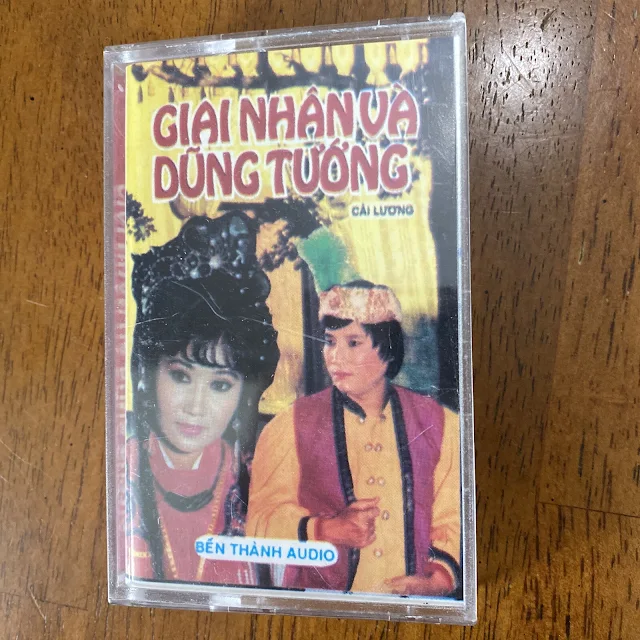 GIAI NHÂN VÀ
DŨNG TƯỚNG
CẢI LƯƠNG
BẾN THÀNH AUDIO